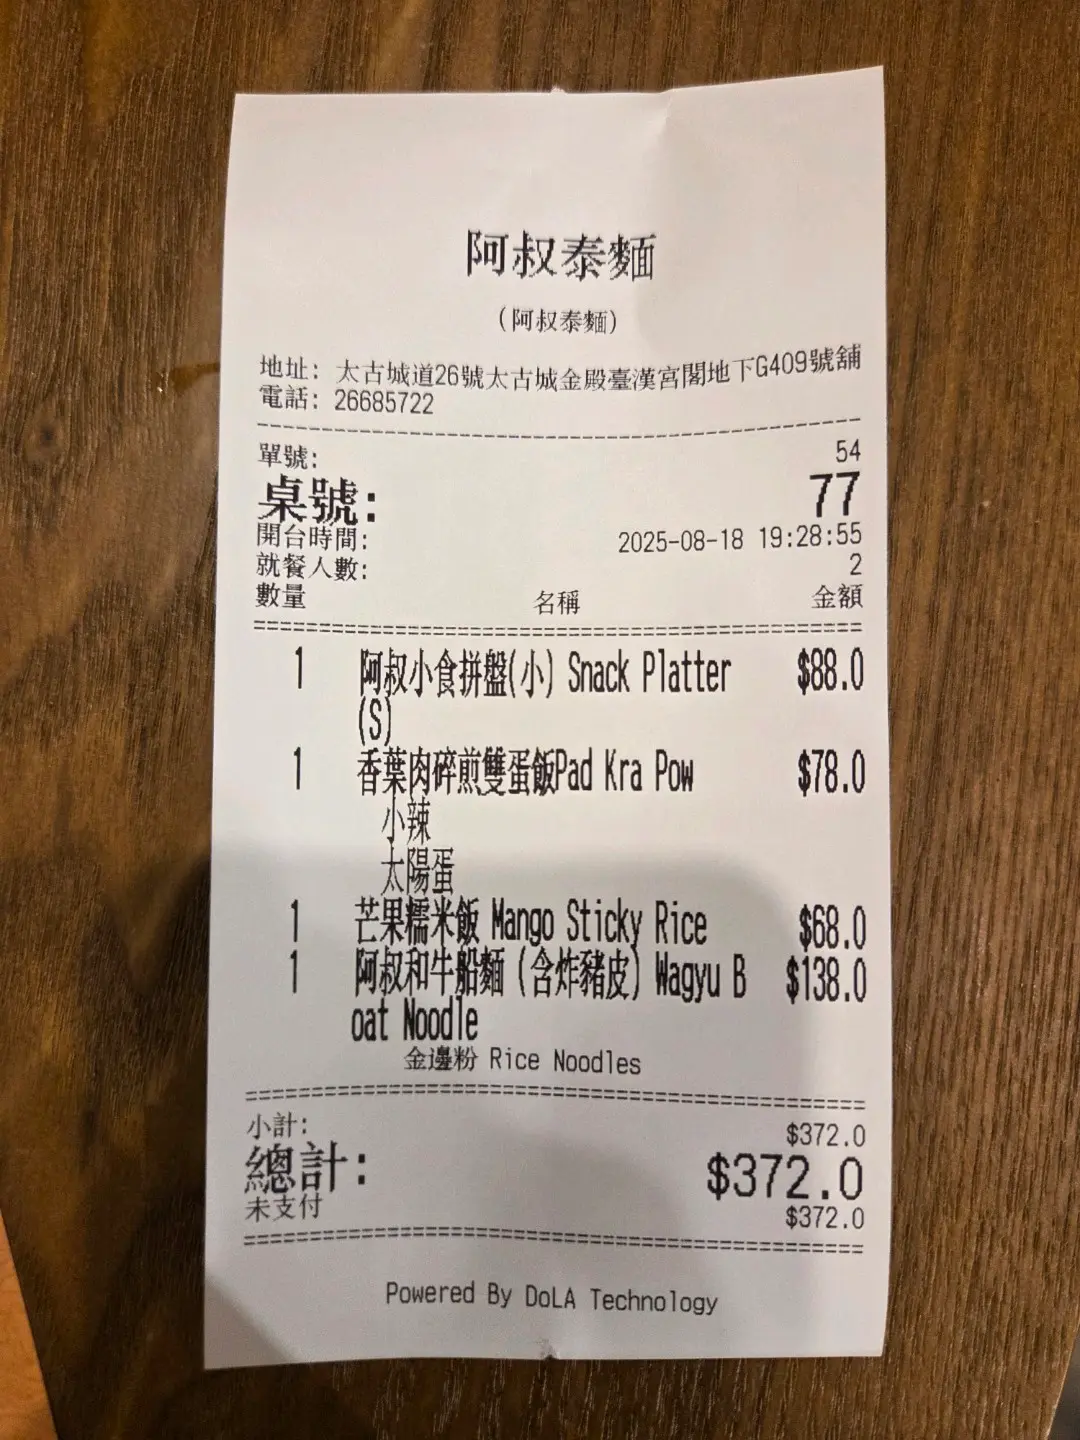 阿叔泰麵
(阿叔泰麵)
地址: 太古城道26號太古城金殿臺漢宮閣地下G409號舖
電話: 26685722
單號: 54
桌號: 77
開台時間: 2025-08-18 19:28:55
就餐人數: 2
數量 名稱 金額
1 阿叔小食拼盤(小) Snack Platter $88.0
(S)
1 香葉肉碎煎雙蛋飯Pad Kra Pow $78.0
小辣
太陽蛋
1 芒果糯米飯 Mango Sticky Rice $68.0
1 阿叔和牛船麵 (含炸豬皮) Wagyu B $138.0
oat Noodle
金邊粉 Rice Noodles
小計: $372.0
總計: $372.0
未支付 $372.0
Powered By DoLA Technology